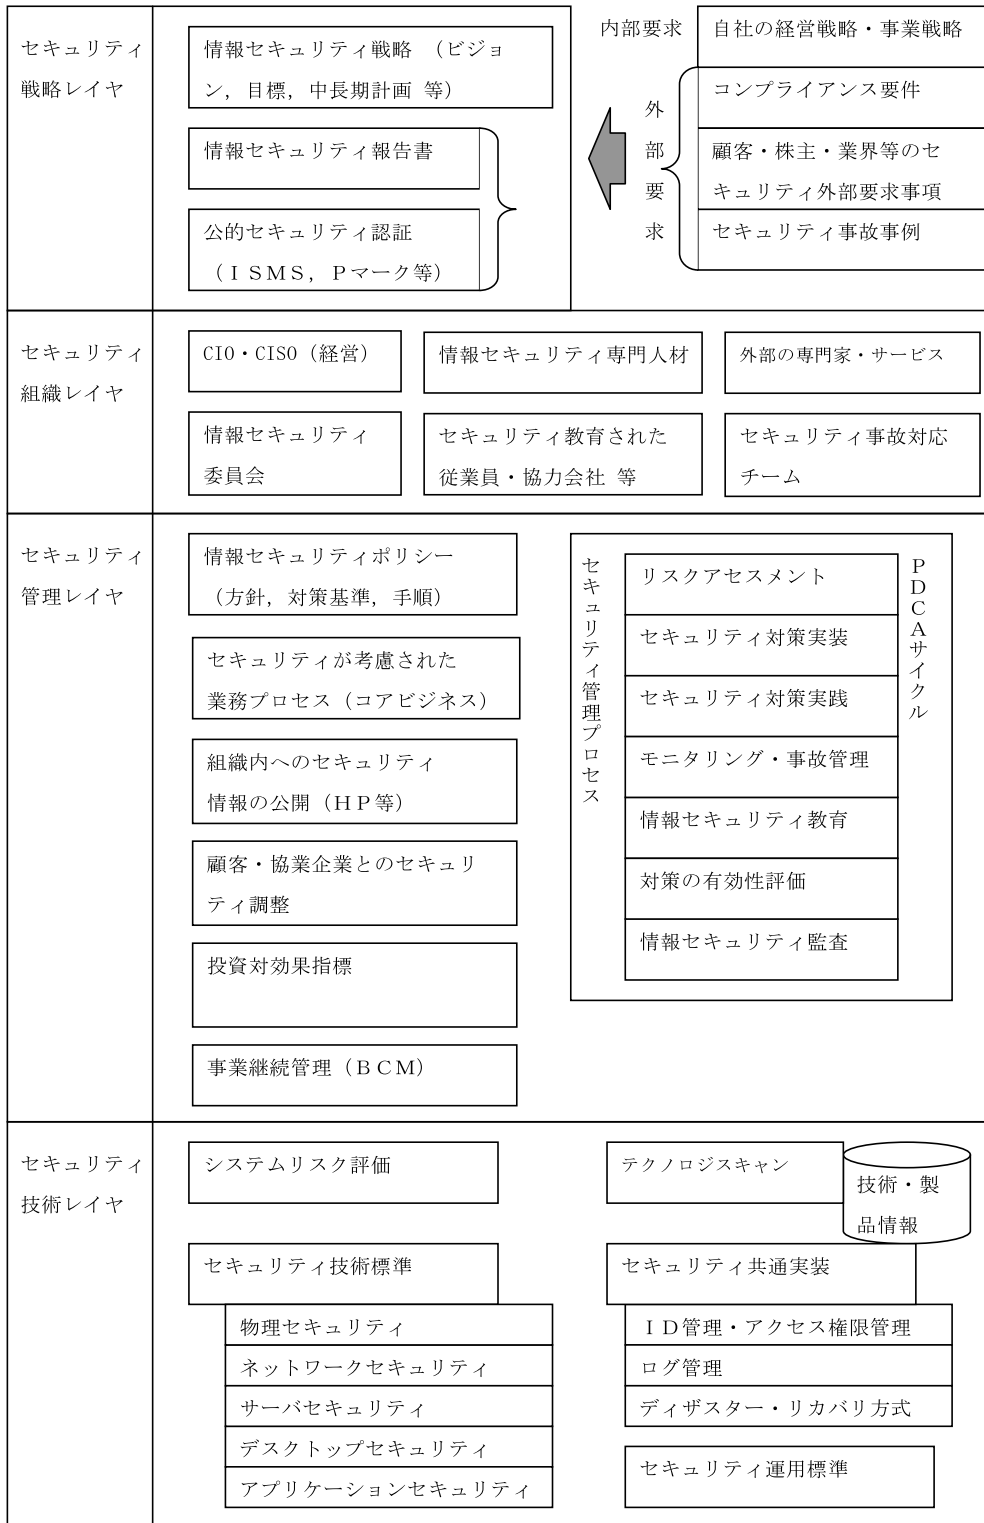 セキュリティ
戦略レイヤ
情報セキュリティ戦略 （ビジョ
ン，目標，中長期計画 等）
情報セキュリティ報告書
公的セキュリティ認証
（ＩＳＭＳ，Ｐマーク等）
内部要求
自社の経営戦略・事業戦略
外部要求
コンプライアンス要件
顧客・株主・業界等のセ
キュリティ外部要求事項
セキュリティ事故事例
セキュリティ
組織レイヤ
CIO・CISO（経営）
情報セキュリティ専門人材
外部の専門家・サービス
情報セキュリティ
委員会
セキュリティ教育された
従業員・協力会社 等
セキュリティ事故対応
チーム
セキュリティ
管理レイヤ
情報セキュリティポリシー
（方針，対策基準，手順）
セキュリティが考慮された
業務プロセス（コアビジネス）
組織内へのセキュリティ
情報の公開（ＨＰ等）
顧客・協業企業とのセキュリ
ティ調整
投資対効果指標
事業継続管理（ＢＣＭ）
セキュリティ管理プロセス
リスクアセスメント
セキュリティ対策実装
セキュリティ対策実践
モニタリング・事故管理
情報セキュリティ教育
対策の有効性評価
情報セキュリティ監査
ＰＤＣＡサイクル
セキュリティ
技術レイヤ
システムリスク評価
テクノロジスキャン
技術・製
品情報
セキュリティ技術標準
物理セキュリティ
ネットワークセキュリティ
サーバセキュリティ
デスクトップセキュリティ
アプリケーションセキュリティ
セキュリティ共通実装
ＩＤ管理・アクセス権限管理
ログ管理
ディザスター・リカバリ方式
セキュリティ運用標準